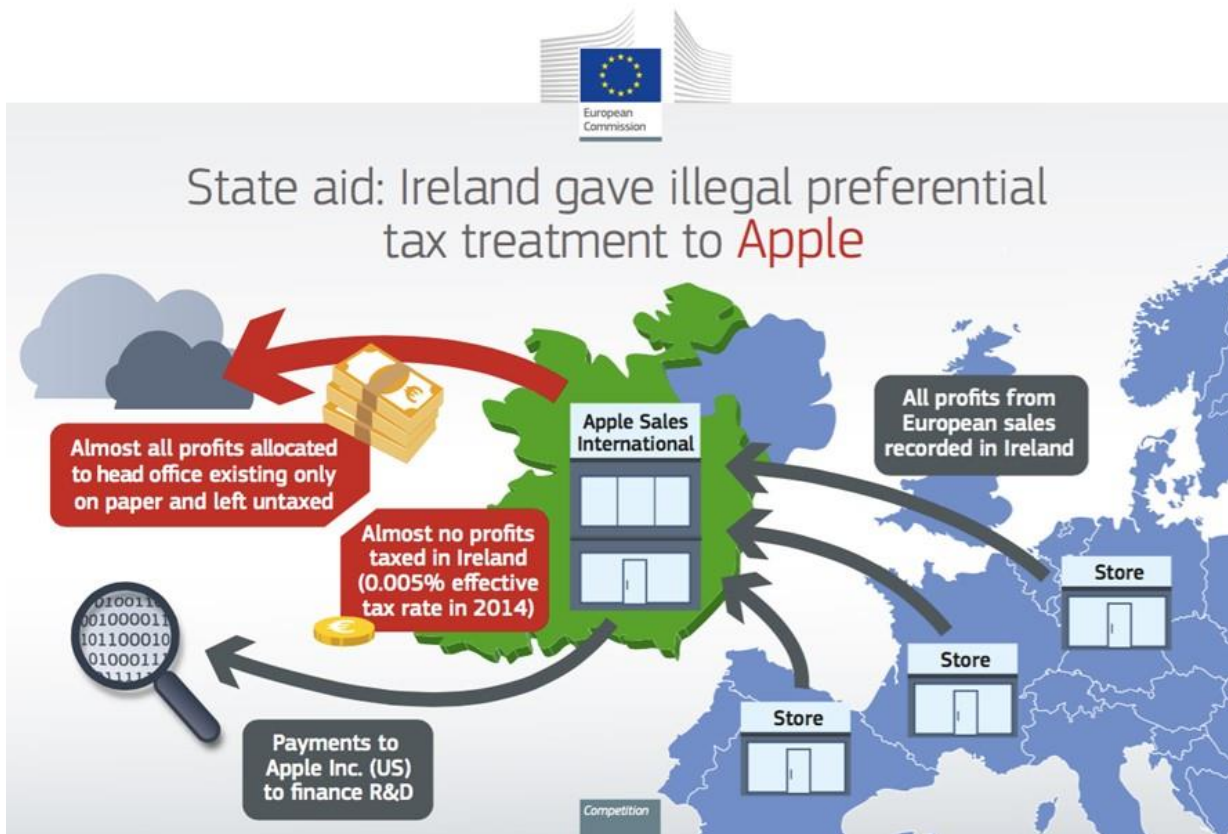 European
Commission
State aid: Ireland gave illegal preferential
tax treatment to Apple
Almost all profits allocated
to head office existing only
on paper and left untaxed
Apple Sales
International
All profits from
European sales
recorded in Ireland
Almost no profits
taxed in Ireland
(0.005% effective
tax rate in 2014)
Store
Store
Store
Payments to
Apple Inc. (US)
to finance R&D
Competition